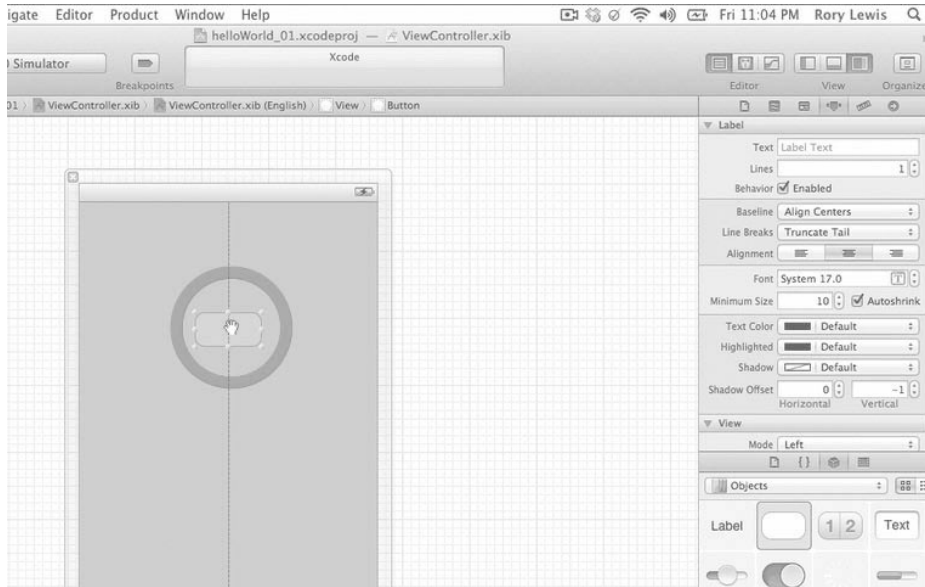 igate Editor Product Window Help Fri 11:04 PM Rory Lewis
helloWorld_01.xcodeproj — ViewController.xib
Simulator
Xcode
Breakpoints
Editor View Organize
01 ViewController.xib ViewController.xib (English) View Button
Label
Text Label Text
Lines 1
Behavior Enabled
Baseline Align Centers
Line Breaks Truncate Tail
Alignment
Font System 17.0 T
Minimum Size 10 Autoshrink
Text Color Default
Highlighted Default
Shadow Default
Shadow Offset 0 -1
Horizontal Vertical
View
Mode Left
{}
Objects
Label 1 2 Text